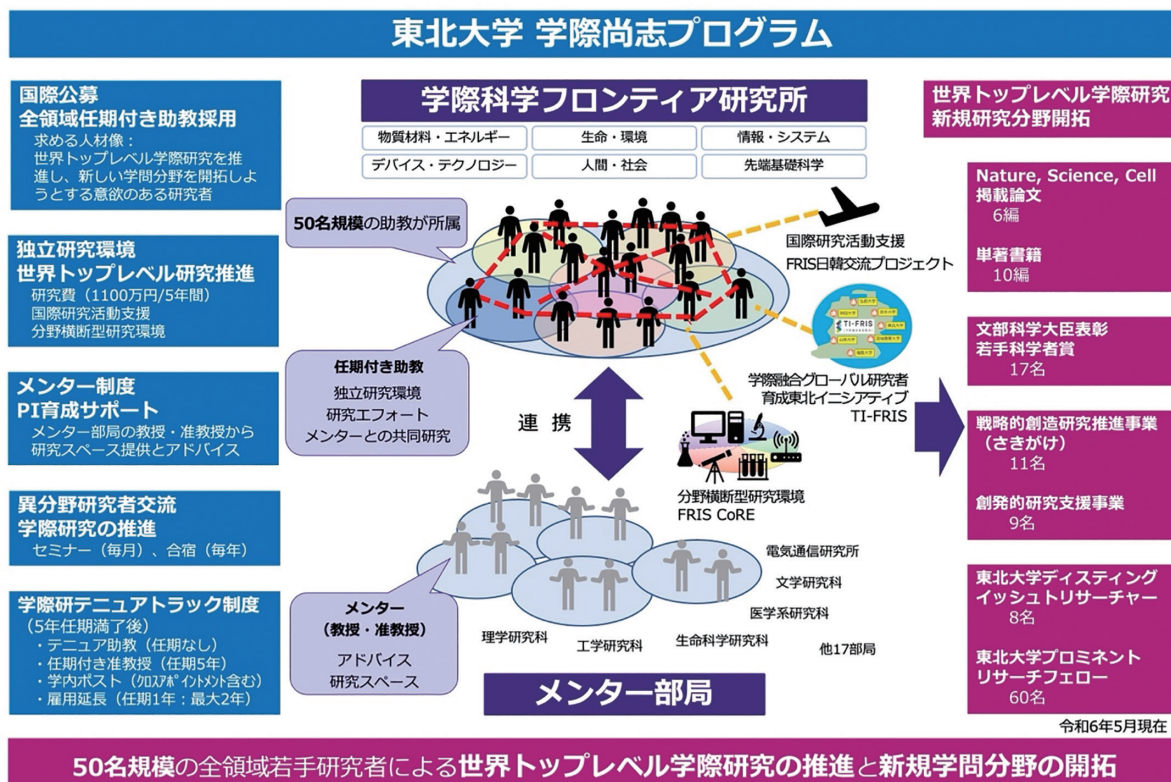 東北大学 学際尚志プログラム
国際公募
全領域任期付き助教採用
求める人材像：
世界トップレベル学際研究を推
進し、新しい学問分野を開拓しよ
うとする意欲のある研究者
独立研究環境
世界トップレベル研究推進
研究費（1100万円/5年間）
国際研究活動支援
分野横断型研究環境
メンター制度
PI育成サポート
メンター部局の教授・准教授から
研究スペース提供とアドバイス
異分野研究者交流
学際研究の推進
セミナー（毎月）、合宿（毎年）
学際研テニュアトラック制度
（5年任期満了後）
・テニュア助教（任期なし）
・任期付き准教授（任期5年）
・学内ポスト（ｸﾛｽｱﾎﾟｲﾝﾄﾒﾝﾄ含む）
・雇用延長（任期1年：最大2年）
学際科学フロンティア研究所
物質材料・エネルギー
生命・環境
情報・システム
デバイス・テクノロジー
人間・社会
先端基礎科学
50名規模の助教が所属
国際研究活動支援
FRIS日韓交流プロジェクト
TI-FRIS
学際融合グローバル研究者
育成東北イニシアティブ
TI-FRIS
任期付き助教
独立研究環境
研究エフォート
メンターとの共同研究
連携
分野横断型研究環境
FRIS CoRE
メンター
（教授・准教授）
アドバイス
研究スペース
電気通信研究所
文学研究科
医学系研究科
理学研究科
工学研究科
生命科学研究科
他17部局
メンター部局
世界トップレベル学際研究
新規研究分野開拓
Nature, Science, Cell
掲載論文
6編
単著書籍
10編
文部科学大臣表彰
若手科学者賞
17名
戦略的創造研究推進事業
（さきがけ）
11名
創発的研究支援事業
9名
東北大学ディスティング
イッシュトリサーチャー
8名
東北大学プロミネント
リサーチフェロー
60名
令和6年5月現在
50名規模の全領域若手研究者による世界トップレベル学際研究の推進と新規学問分野の開拓